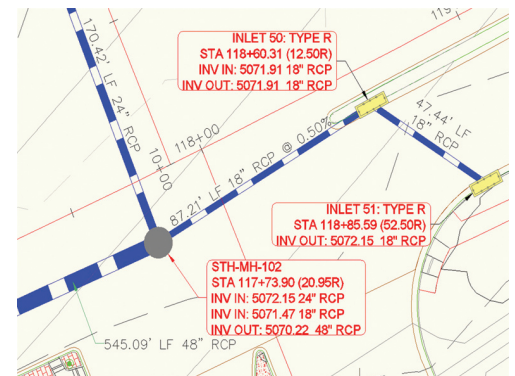 119
INLET 50: TYPE R
STA 118+60.31 (12.50R)
INV IN: 5071.91 18" RCP
INV OUT: 5071.91 18" RCP
170.42' LF 24" RCP
10+00
118+00
87.21' LF 18" RCP @ 0.50%
47.44' LF
18" RCP
INLET 51: TYPE R
STA 118+85.59 (52.50R)
INV OUT: 5072.15 18" RCP
STH-MH-102
STA 117+73.90 (20.95R)
INV IN: 5072.15 24" RCP
INV IN: 5071.47 18" RCP
INV OUT: 5070.22 48" RCP
545.09' LF 48" RCP